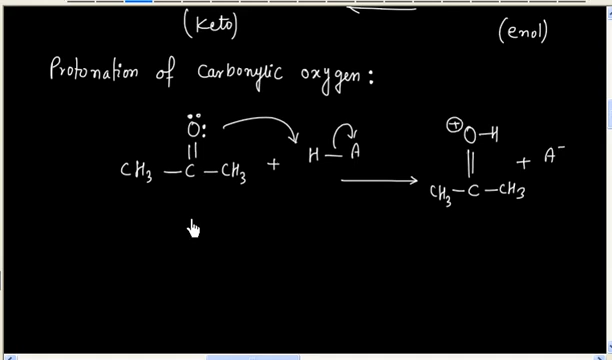 (Keto) (enol)
Protonation of Carbonylic oxygen:
⊕
Ö: O-H
|| H — A ||
CH3 — C — CH3 + → CH3 — C — CH3 + A⁻